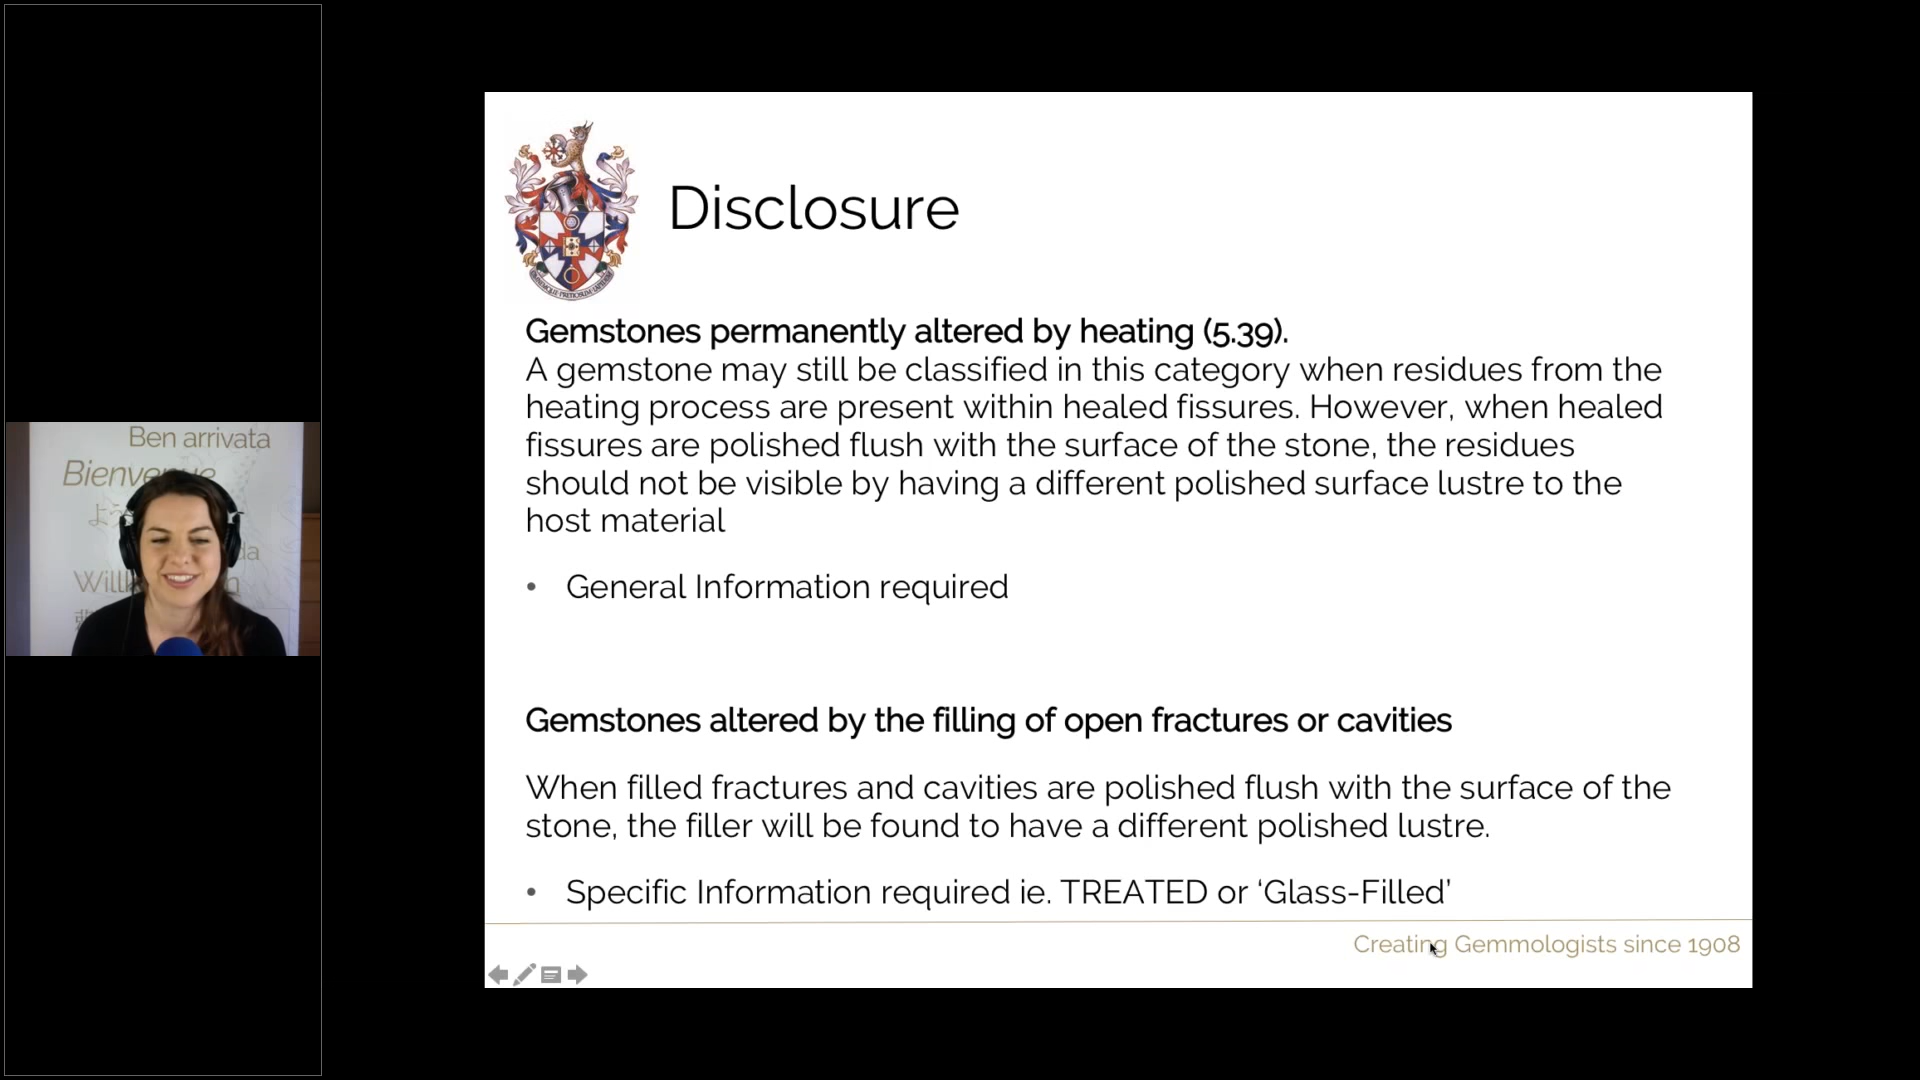 Ben arrivata
Bienvenue
よう
da
Willk
n
Disclosure
Gemstones permanently altered by heating (5.39).
A gemstone may still be classified in this category when residues from the
heating process are present within healed fissures. However, when healed
fissures are polished flush with the surface of the stone, the residues
should not be visible by having a different polished surface lustre to the
host material
• General Information required
Gemstones altered by the filling of open fractures or cavities
When filled fractures and cavities are polished flush with the surface of the
stone, the filler will be found to have a different polished lustre.
• Specific Information required ie. TREATED or ‘Glass-Filled’
Creating Gemmologists since 1908